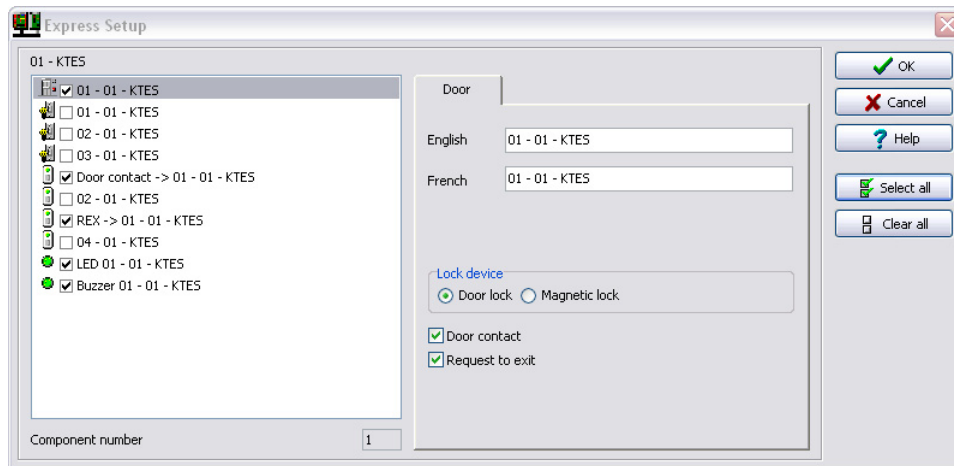 Express Setup
01 - KTES
01 - 01 - KTES
01 - 01 - KTES
02 - 01 - KTES
03 - 01 - KTES
Door contact -> 01 - 01 - KTES
02 - 01 - KTES
REX -> 01 - 01 - KTES
04 - 01 - KTES
LED 01 - 01 - KTES
Buzzer 01 - 01 - KTES
Component number 1
Door
English 01 - 01 - KTES
French 01 - 01 - KTES
Lock device
Door lock Magnetic lock
Door contact
Request to exit
OK
Cancel
Help
Select all
Clear all